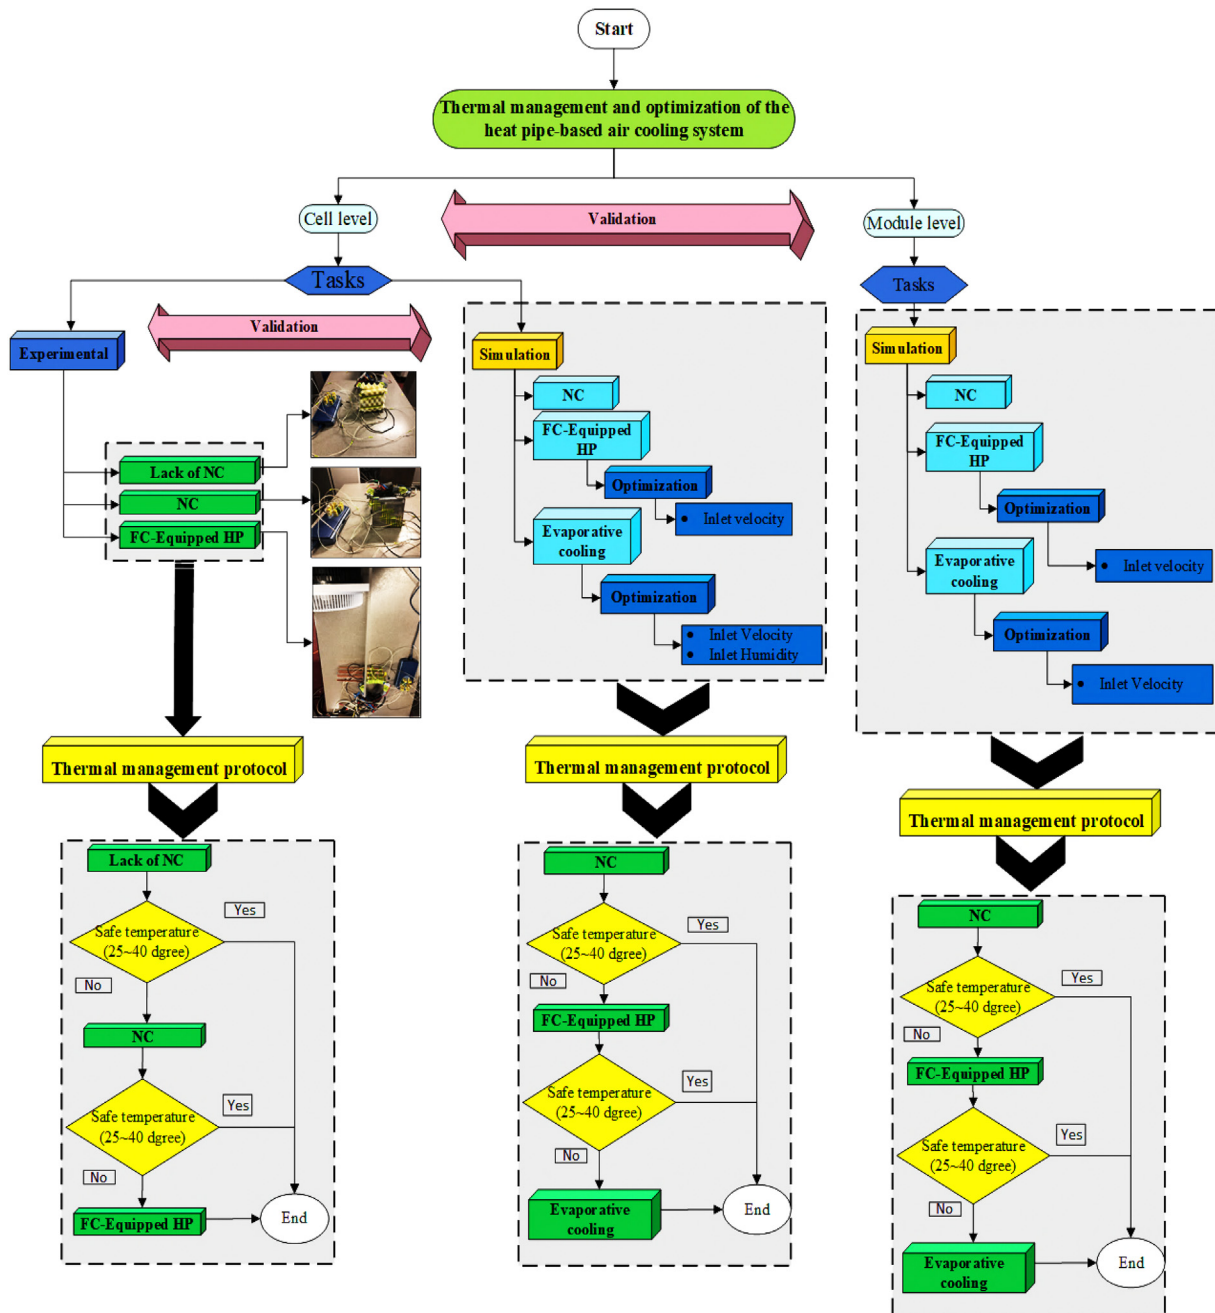 Start
Thermal management and optimization of the
heat pipe-based air cooling system
Cell level
Validation
Module level
Tasks
Tasks
Experimental
Validation
Simulation
Simulation
Lack of NC
NC
FC-Equipped HP
NC
FC-Equipped
HP
Optimization
• Inlet velocity
Evaporative
cooling
Optimization
• Inlet Velocity
• Inlet Humidity
NC
FC-Equipped
HP
Optimization
• Inlet velocity
Evaporative
cooling
Optimization
• Inlet Velocity
Thermal management protocol
Lack of NC
Safe temperature
(25~40 dgree)
Yes
No
NC
Safe temperature
(25~40 dgree)
Yes
No
FC-Equipped HP
End
Thermal management protocol
NC
Safe temperature
(25~40 dgree)
Yes
No
FC-Equipped HP
Safe temperature
(25~40 dgree)
Yes
No
Evaporative
cooling
End
Thermal management protocol
NC
Safe temperature
(25~40 dgree)
Yes
No
FC-Equipped HP
Safe temperature
(25~40 dgree)
Yes
No
Evaporative
cooling
End